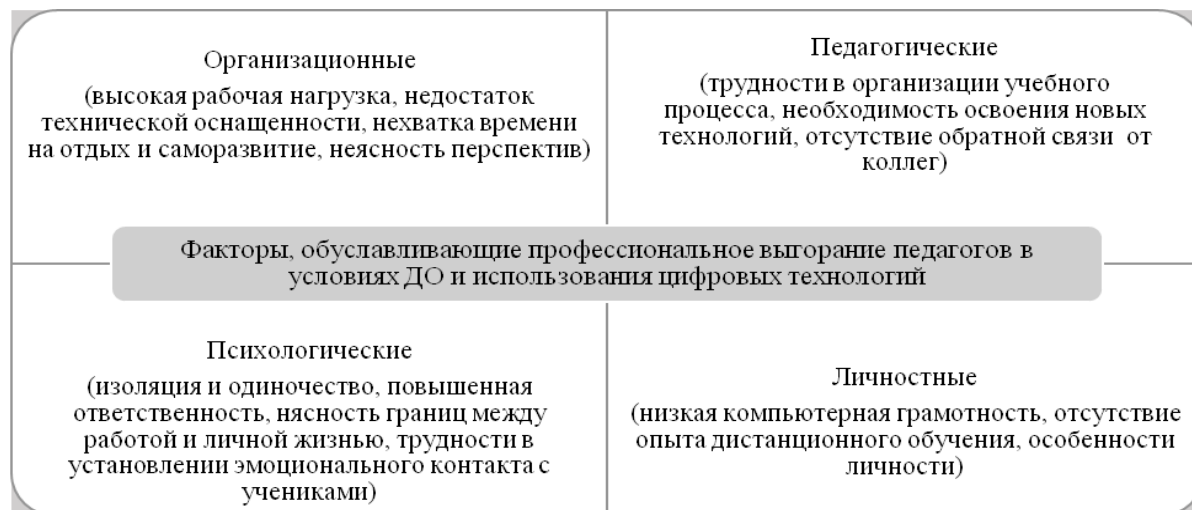 Организационные
(высокая рабочая нагрузка, недостаток
технической оснащенности, нехватка времени
на отдых и саморазвитие, неясность перспектив)
Педагогические
(трудности в организации учебного
процесса, необходимость освоения новых
технологий, отсутствие обратной связи от
коллег)
Факторы, обуславливающие профессиональное выгорание педагогов в
условиях ДО и использования цифровых технологий
Психологические
(изоляция и одиночество, повышенная
ответственность, нясность границ между
работой и личной жизнью, трудности в
установлении эмоционального контакта с
учениками)
Личностные
(низкая компьютерная грамотность, отсутствие
опыта дистанционного обучения, особенности
личности)